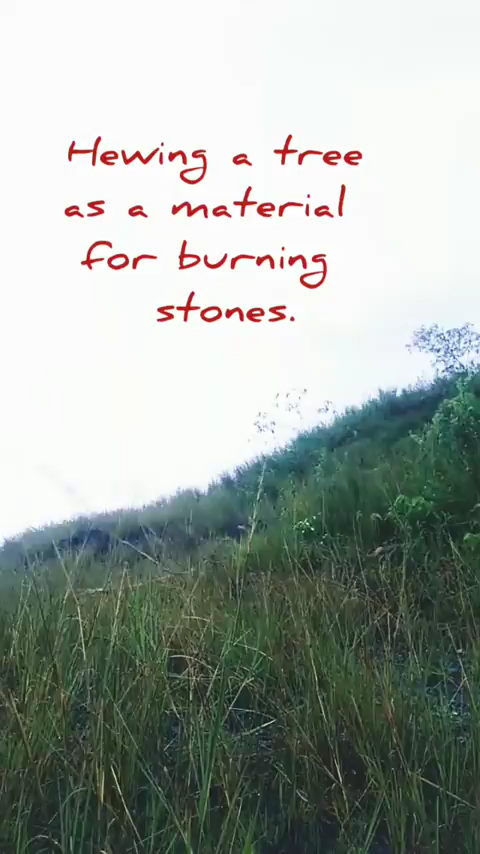 Hewing a tree
as a material
for burning
stones.